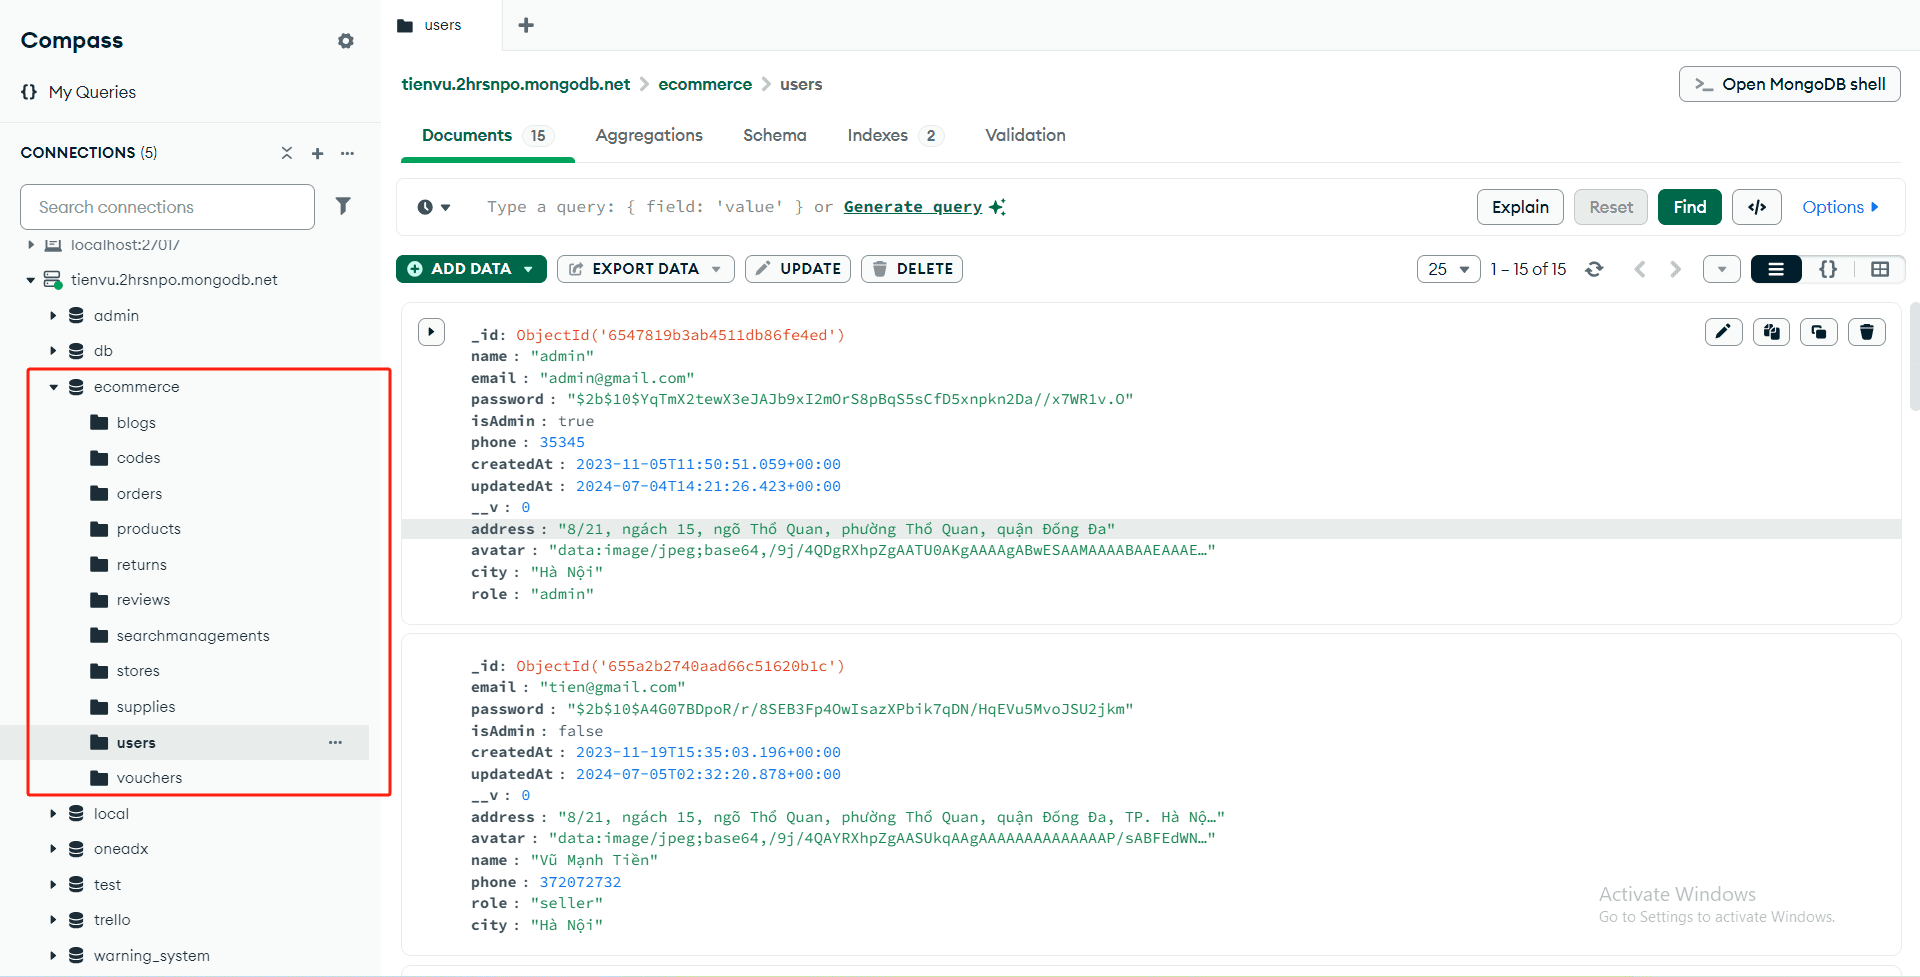 Compass
My Queries
CONNECTIONS (5)
Search connections
localhost:27017
tienvu.2hrsnpo.mongodb.net
admin
db
ecommerce
blogs
codes
orders
products
returns
reviews
searchmanagements
stores
supplies
users
vouchers
local
oneadx
test
trello
warning_system
users
tienvu.2hrsnpo.mongodb.net > ecommerce > users
>_ Open MongoDB shell
Documents 15 Aggregations Schema Indexes 2 Validation
Type a query: { field: 'value' } or Generate query
Explain Reset Find </> Options
ADD DATA EXPORT DATA UPDATE DELETE
25 1 – 15 of 15
_id: ObjectId('6547819b3ab4511db86fe4ed')
name : "admin"
email : "admin@gmail.com"
password : "$2b$10$YqTmX2tewX3eJAJb9xI2mOrS8pBqS5sCfD5xnpkn2Da//x7WR1v.O"
isAdmin : true
phone : 35345
createdAt : 2023-11-05T11:50:51.059+00:00
updatedAt : 2024-07-04T14:21:26.423+00:00
__v : 0
address : "8/21, ngách 15, ngõ Thổ Quan, phường Thổ Quan, quận Đống Đa"
avatar : "data:image/jpeg;base64,/9j/4QDgRXhpZgAATU0AKgAAAAgABwESAAMAAAABAAEAAAE…"
city : "Hà Nội"
role : "admin"
_id: ObjectId('655a2b2740aad66c51620b1c')
email : "tien@gmail.com"
password : "$2b$10$A4G07BDpoR/r/8SEB3Fp4OwIsazXPbik7qDN/HqEVu5MvoJSU2jkm"
isAdmin : false
createdAt : 2023-11-19T15:35:03.196+00:00
updatedAt : 2024-07-05T02:32:20.878+00:00
__v : 0
address : "8/21, ngách 15, ngõ Thổ Quan, phường Thổ Quan, quận Đống Đa, TP. Hà Nộ…"
avatar : "data:image/jpeg;base64,/9j/4QAYRXhpZgAASUkqAAgAAAAAAAAAAAAAAP/sABFEdWN…"
name : "Vũ Mạnh Tiền"
phone : 372072732
role : "seller"
city : "Hà Nội"
Activate Windows
Go to Settings to activate Windows.